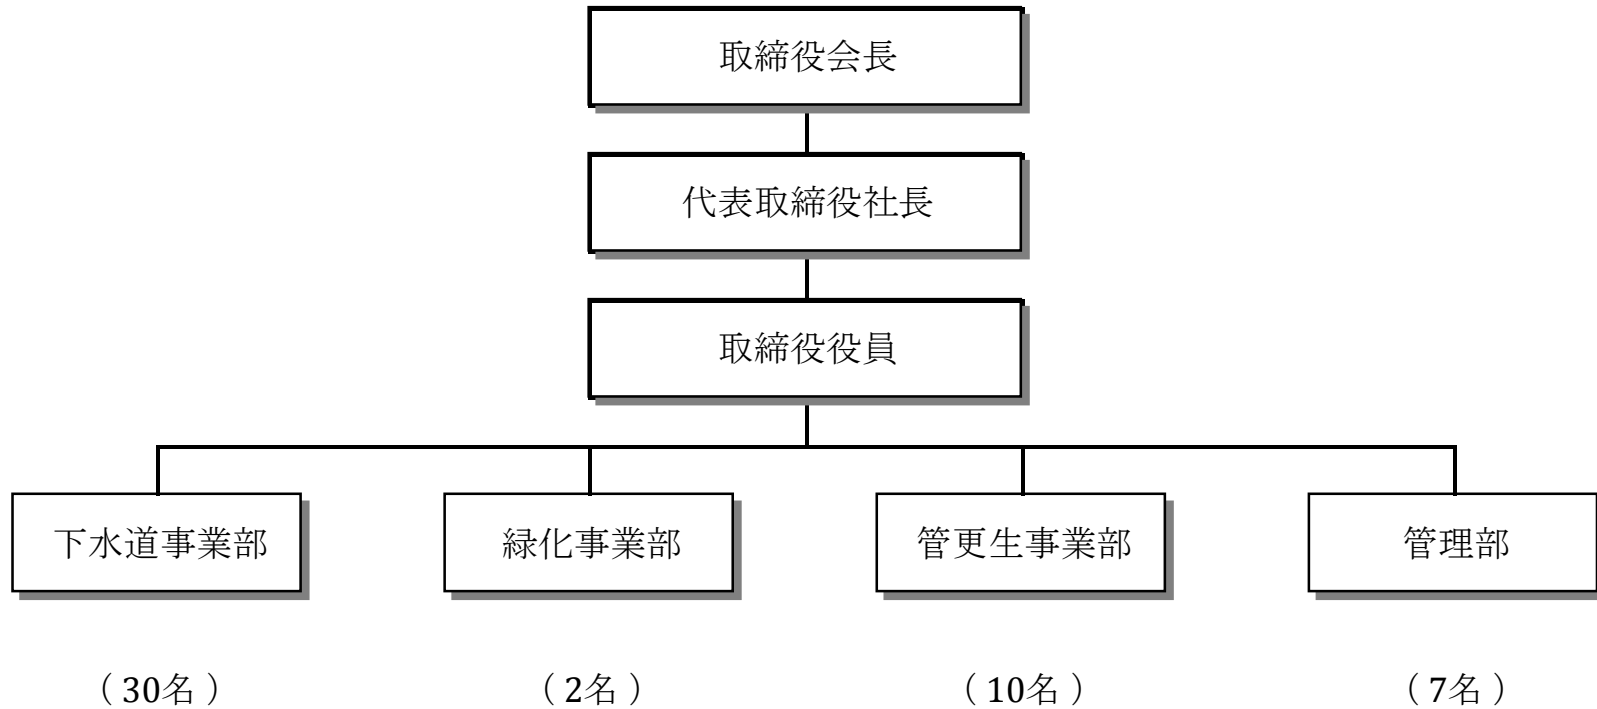 取締役会長
代表取締役社長
取締役役員
下水道事業部
緑化事業部
管更生事業部
管理部
（30名）
（2名）
（10名）
（7名）